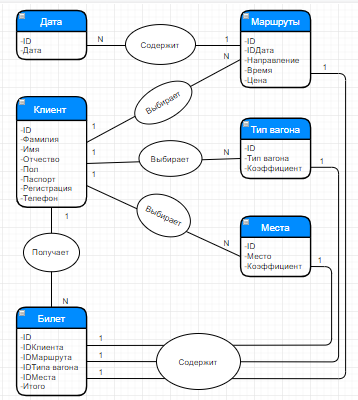 Дата
-ID
-Дата
N
Содержит
1
Маршруты
-ID
-IDДата
-Направление
-Время
-Цена
N
1
Выбирает
Клиент
-ID
-Фамилия
-Имя
-Отчество
-Пол
-Паспорт
-Регистрация
-Телефон
1
1
1
Выбирает
N
Тип вагона
-ID
-Тип вагона
-Коэффициент
1
Выбирает
N
Места
-ID
-Место
-Коэффициент
1
1
Получает
N
Билет
-ID
-IDКлиента
-IDМаршрута
-IDТипа вагона
-IDМеста
-Итого
1
1
1
Содержит